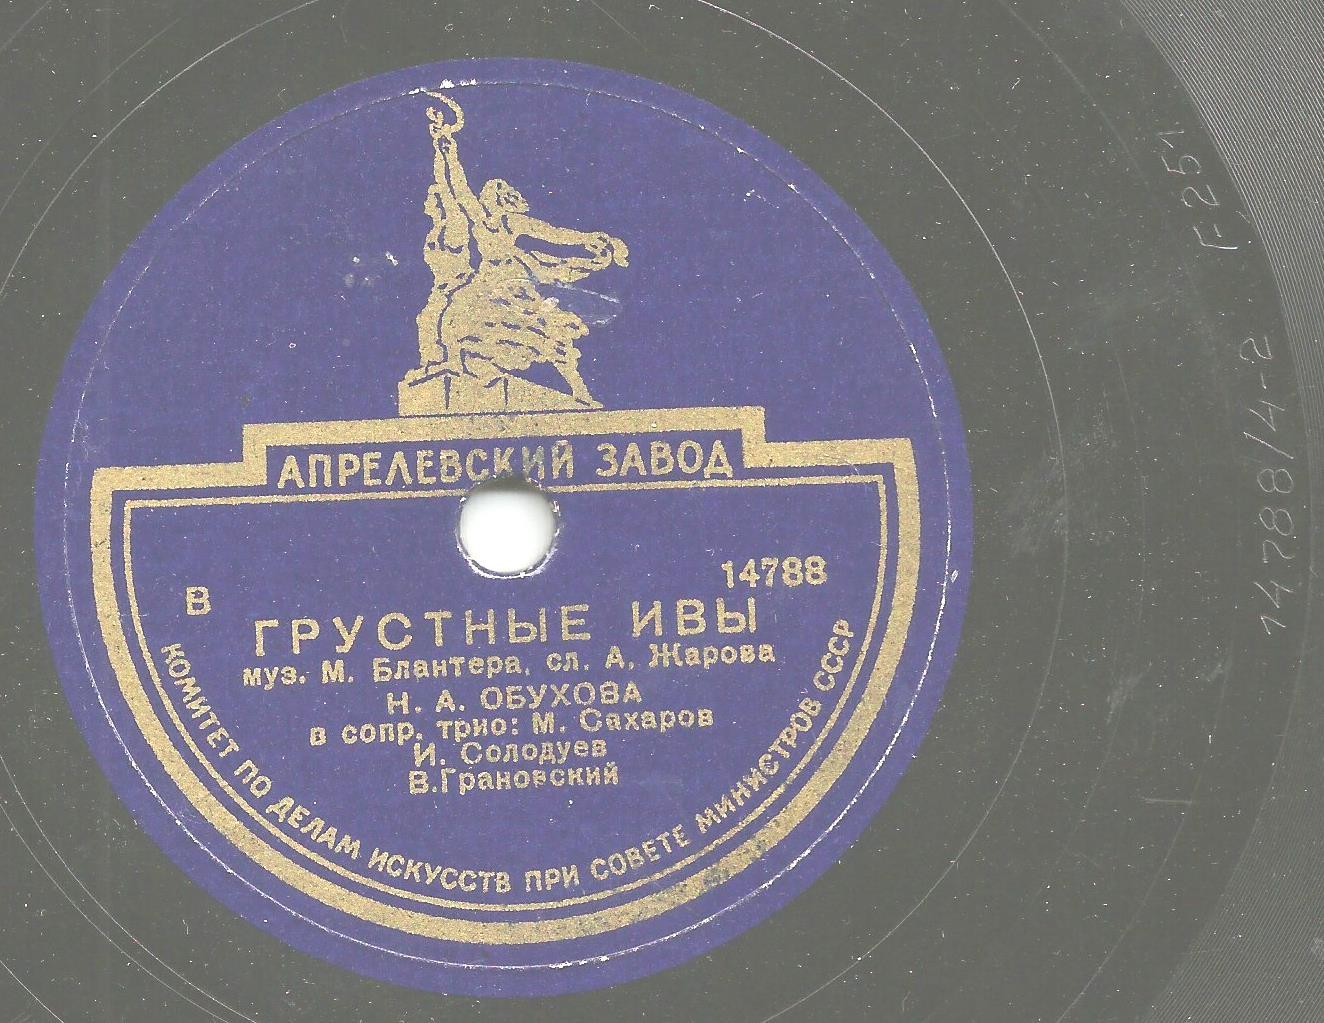 АПРЕЛЕВСКИЙ ЗАВОД
В 14788
ГРУСТНЫЕ ИВЫ
муз. М. Блантера, сл. А. Жарова
Н. А. ОБУХОВА
в сопр. трио: М. Сахаров
И. Солодуев
В. Грановский
КОМИТЕТ ПО ДЕЛАМ ИСКУССТВ ПРИ СОВЕТЕ МИНИСТРОВ СССР
14788/4-2